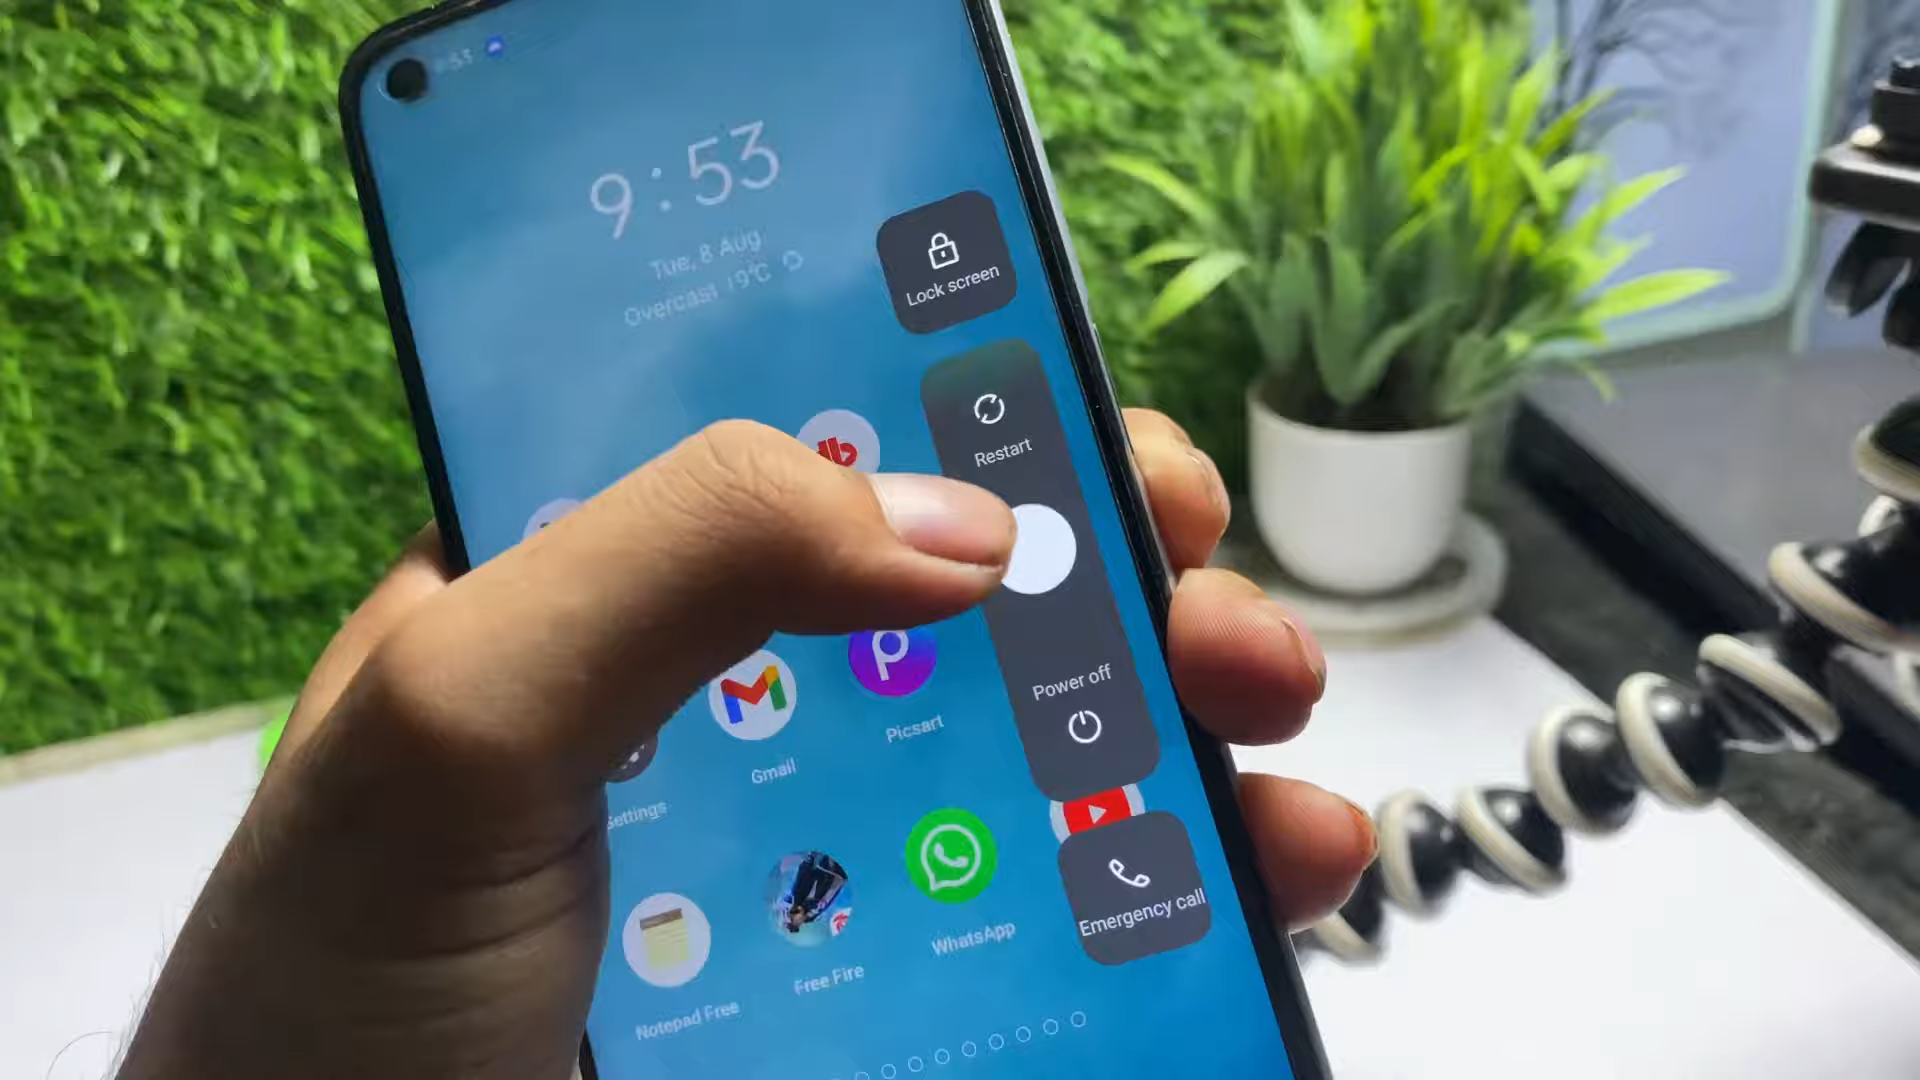 9:53
Tue, 8 Aug
Overcast 19°C
Lock screen
Restart
Power off
Picsart
Gmail
Settings
Emergency call
WhatsApp
Free Fire
Notepad Free